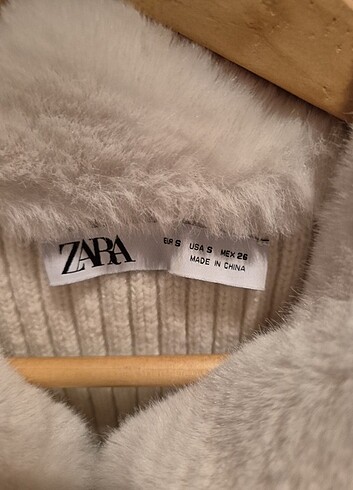 ZARA
EUR S USA S MEX 26
MADE IN CHINA